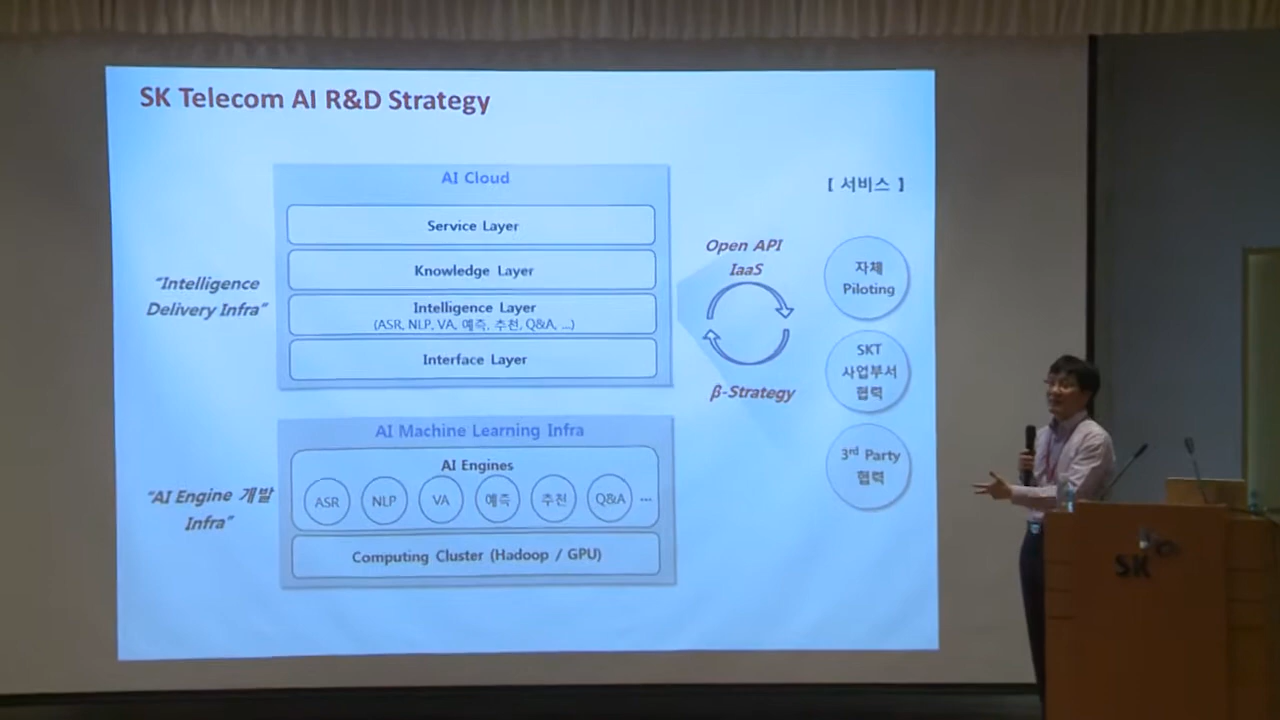 SK Telecom AI R&D Strategy
AI Cloud
Service Layer
Knowledge Layer
Intelligence Layer
(ASR, NLP, VA, 예측, 추천, Q&A, ...)
Interface Layer
"Intelligence
Delivery Infra"
Open API
IaaS
β-Strategy
[ 서비스 ]
자체
Piloting
SKT
사업부서
협력
3rd Party
협력
AI Machine Learning Infra
AI Engines
ASR
NLP
VA
예측
추천
Q&A
...
Computing Cluster (Hadoop / GPU)
"AI Engine 개발
Infra"
SK